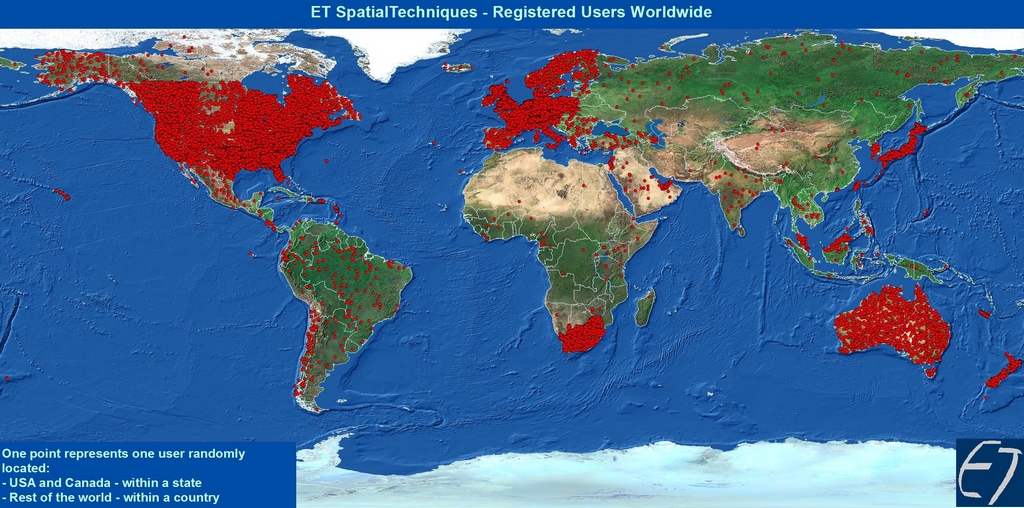 ET SpatialTechniques - Registered Users Worldwide
One point represents one user randomly
located:
- USA and Canada - within a state
- Rest of the world - within a country
ET